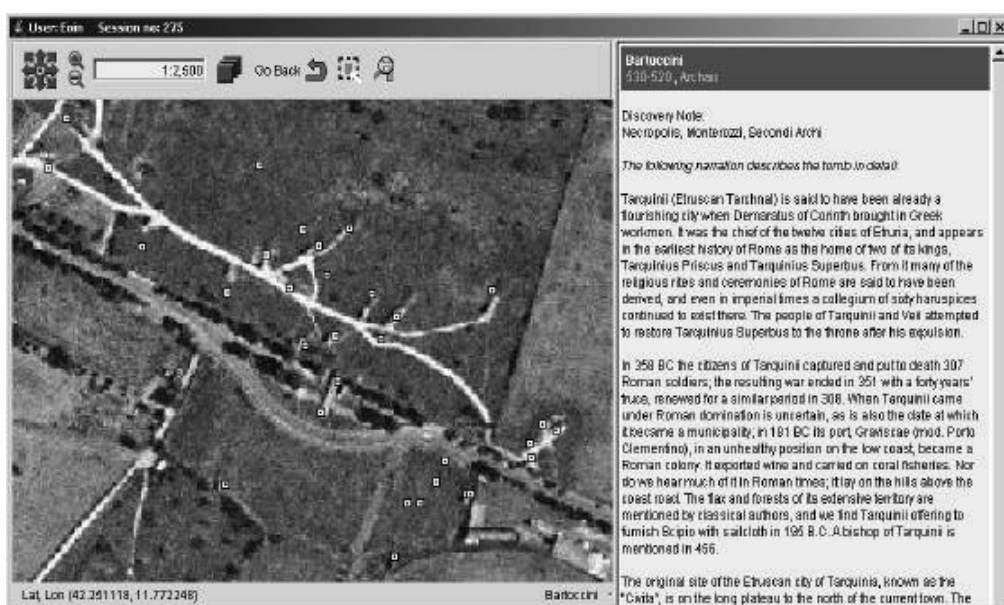 User: Eoin Session no: 275
1:2,500
Go Back
Bartoccini
530-520, Archaic
Discovery Note:
Necropolis, Monterozzi, Secondi Archi
The following narration describes the tomb in detail:
Tarquinii (Etruscan Tarchnal) is said to have been already a
flourishing city when Demaratus of Corinth brought in Greek
workmen. It was the chief of the twelve cities of Etruria, and appears
in the earliest history of Rome as the home of two of its kings,
Tarquinius Priscus and Tarquinius Superbus. From it many of the
religious rites and ceremonies of Rome are said to have been
derived, and even in imperial times a collegium of sixty haruspices
continued to exist there. The people of Tarquinii and Veii attempted
to restore Tarquinius Superbus to the throne after his expulsion.
In 358 BC the citizens of Tarquinii captured and put to death 307
Roman soldiers; the resulting war ended in 351 with a forty years'
truce, renewed for a similar period in 308. When Tarquinii came
under Roman domination is uncertain, as is also the date at which
it became a municipality; in 181 BC its port, Graviscae (mod. Porto
Clementino), in an unhealthy position on the low coast, became a
Roman colony. It exported wine and carried on coral fisheries. Nor
do we hear much of it in Roman times; it lay on the hills above the
coast road. The flax and forests of its extensive territory are
mentioned by classical authors, and we find Tarquinii offering to
furnish Scipio with sailcloth in 195 B.C. A bishop of Tarquinii is
mentioned in 456.
The original site of the Etruscan city of Tarquinia, known as the
"Civita", is on the long plateau to the north of the current town. The
Lat, Lon (42.251118, 11.772248) Bartoccini